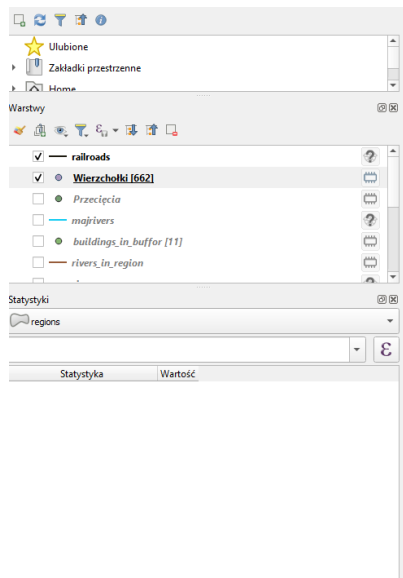 Ulubione
Zakładki przestrzenne
Home
Warstwy
railroads
Wierzchołki [662]
Przecięcia
majrivers
buildings_in_buffor [11]
rivers_in_region
Statystyki
regions
ε
Statystyka Wartość